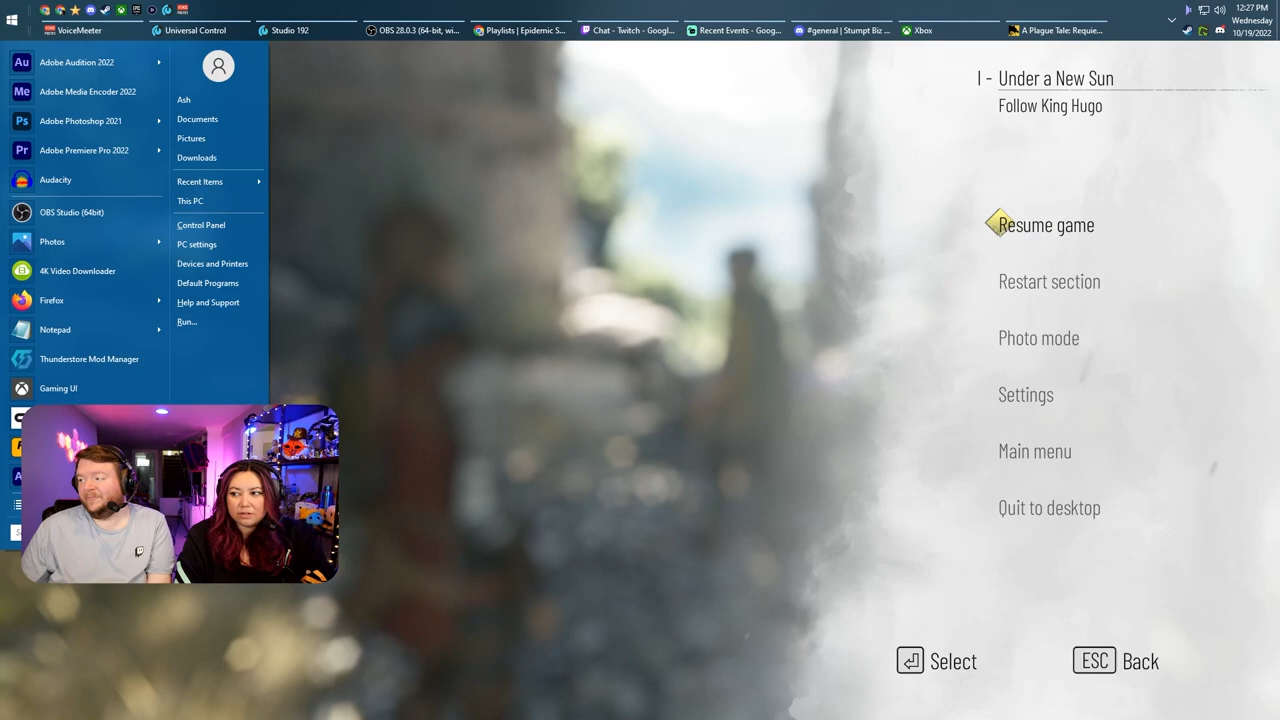 12:27 PM
VoiceMeeter
Universal Control
Studio 192
OBS 28.0.3 (64-bit, wi...
Playlists | Epidemic S...
Chat - Twitch - Googl...
Recent Events - Goog...
#general | Stumpt Biz ...
Xbox
A Plague Tale: Requie...
Wednesday
10/19/2022
Au Adobe Audition 2022
Me Adobe Media Encoder 2022
Ps Adobe Photoshop 2021
Pr Adobe Premiere Pro 2022
Audacity
OBS Studio (64bit)
Photos
4K Video Downloader
Firefox
Notepad
Thunderstore Mod Manager
Gaming UI
Ash
Documents
Pictures
Downloads
Recent Items
This PC
Control Panel
PC settings
Devices and Printers
Default Programs
Help and Support
Run...
I - Under a New Sun
Follow King Hugo
Resume game
Restart section
Photo mode
Settings
Main menu
Quit to desktop
Select
ESC Back